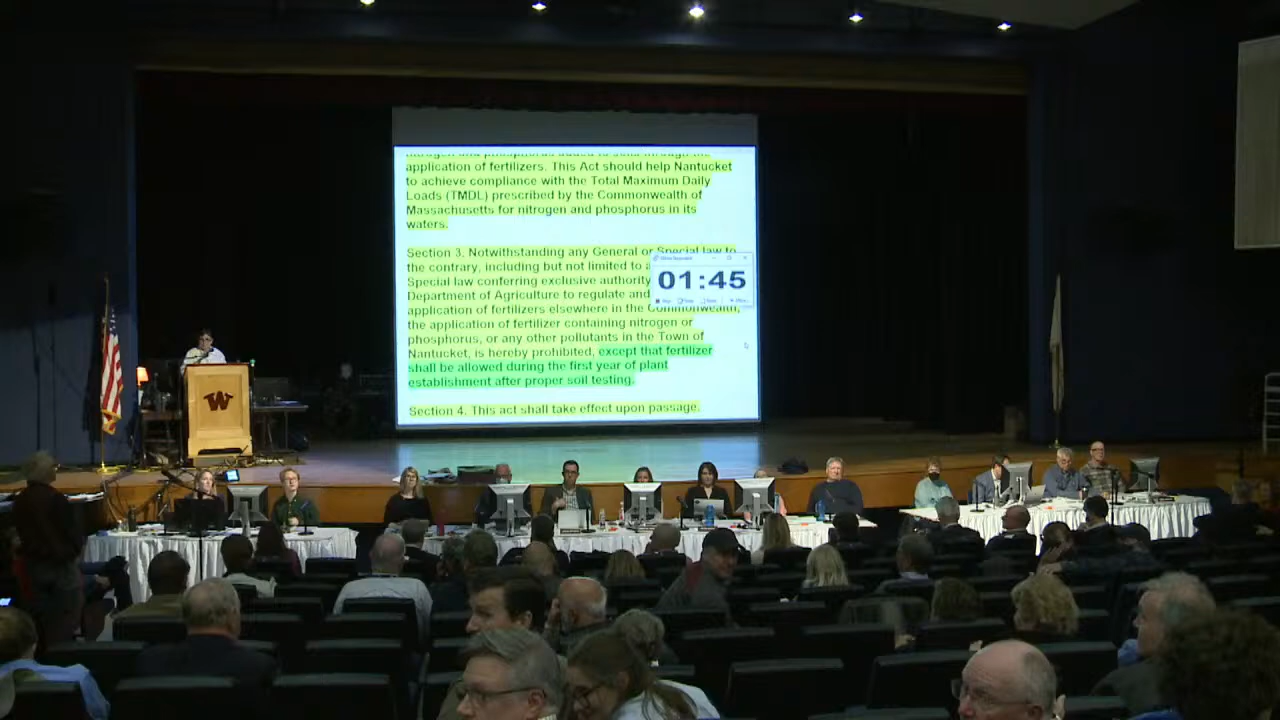 application of fertilizers. This Act should help Nantucket
to achieve compliance with the Total Maximum Daily
Loads (TMDL) prescribed by the Commonwealth of
Massachusetts for nitrogen and phosphorus in its
waters.
Section 3. Notwithstanding any General or Special law to
the contrary, including but not limited to
Special law conferring exclusive authority
Department of Agriculture to regulate and
application of fertilizers elsewhere in the Commonwealth,
the application of fertilizer containing nitrogen or
phosphorus, or any other pollutants in the Town of
Nantucket, is hereby prohibited, except that fertilizer
shall be allowed during the first year of plant
establishment after proper soil testing.
Section 4. This act shall take effect upon passage.
01:45
W